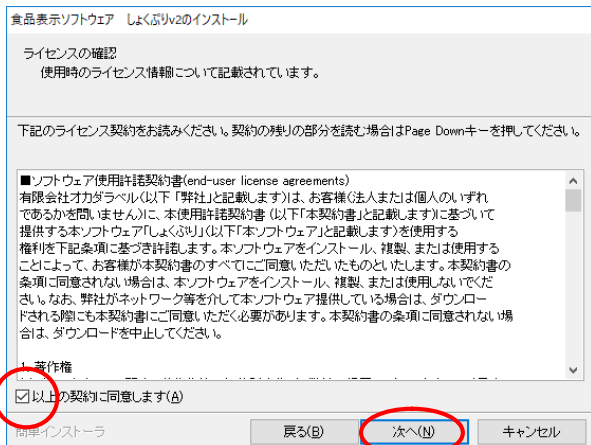 食品表示ソフトウェア　しょくぷりv2のインストール
ライセンスの確認
使用時のライセンス情報について記載されています。
下記のライセンス契約をお読みください。契約の残りの部分を読む場合はPage Downキーを押してください。
■ソフトウェア使用許諾契約書(end-user license agreements)
有限会社オカダラベル(以下 「弊社」と記載します)は、お客様(法人または個人のいずれ
であるかを問いません)に、本使用許諾契約書 (以下「本契約書」と記載します)に基づいて
提供する本ソフトウェア「しょくぷり」(以下「本ソフトウェア」と記載します)を使用する
権利を下記条項に基づき許諾します。本ソフトウェアをインストール、複製、または使用する
ことによって、お客様が本契約書のすべてにご同意いただいたものといたします。本契約書の
条項に同意されない場合は、本ソフトウェアをインストール、複製、または使用しないでくだ
さい。なお、弊社がネットワーク等を介して本ソフトウェア提供している場合は、ダウンロー
ドされる際にも本契約書にご同意いただく必要があります。本契約書の条項に同意されない場
合は、ダウンロードを中止してください。
1. 著作権
以上の契約に同意します(A)
簡単インストーラ
戻る(B)
次へ(N)
キャンセル